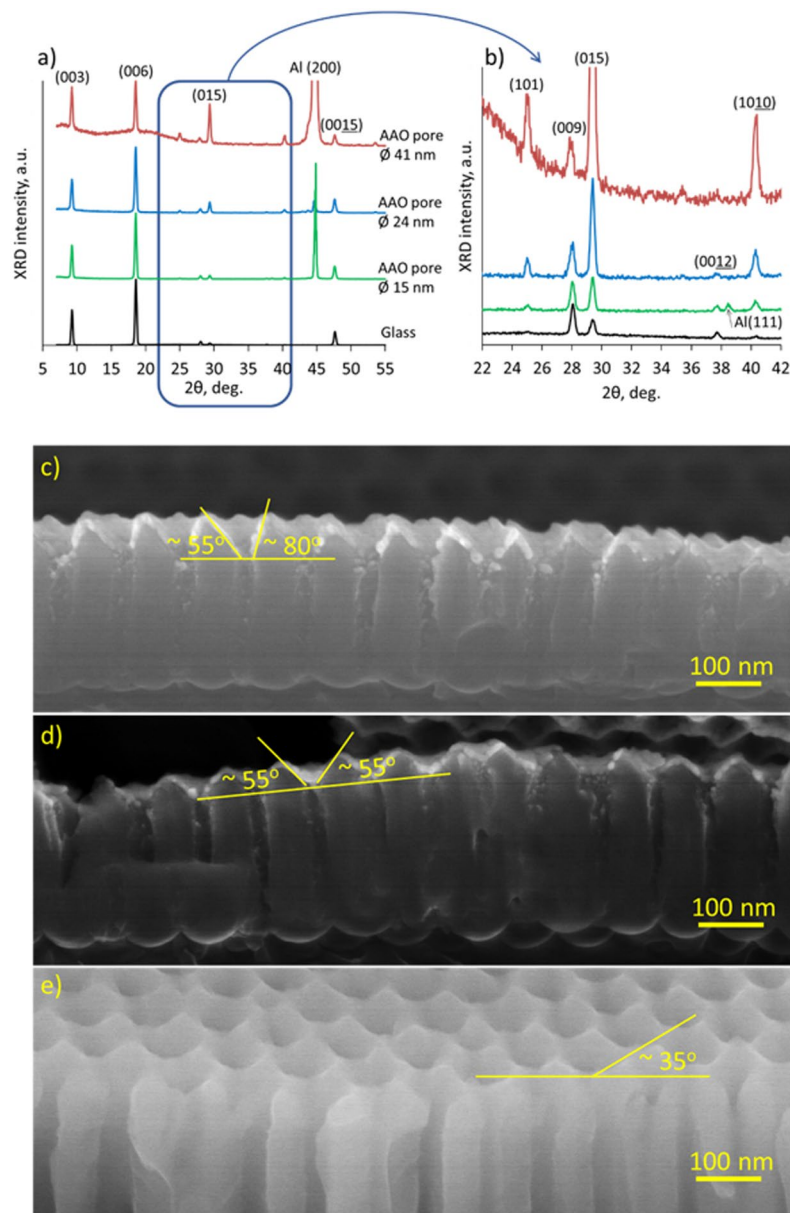 a)
(003)
(006)
(015)
Al (200)
(0015)
AAO pore
Ø 41 nm
AAO pore
Ø 24 nm
AAO pore
Ø 15 nm
Glass
XRD intensity, a.u.
5 10 15 20 25 30 35 40 45 50 55
2θ, deg.
b)
(101)
(009)
(015)
(1010)
(0012)
Al(111)
XRD intensity, a.u.
22 24 26 28 30 32 34 36 38 40 42
2θ, deg.
c)
~ 55°
~ 80°
100 nm
d)
~ 55°
~ 55°
100 nm
e)
~ 35°
100 nm